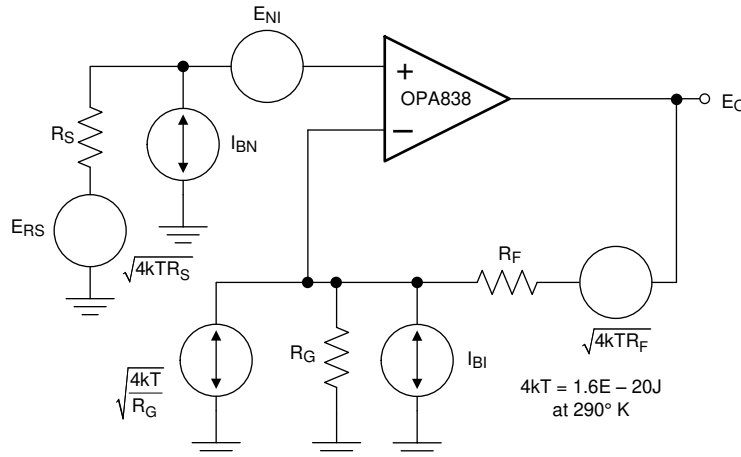 E_NI
+
OPA838
−
E_O
R_S
I_BN
E_RS
√4kTR_S
R_F
√4kTR_F
R_G
I_BI
√4kT/R_G
4kT = 1.6E – 20J
at 290° K